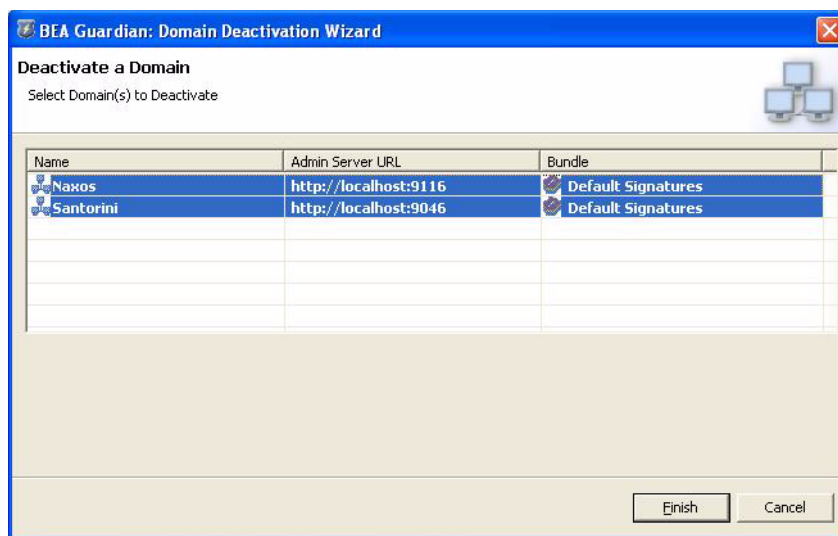 BEA Guardian: Domain Deactivation Wizard
Deactivate a Domain
Select Domain(s) to Deactivate
Name Admin Server URL Bundle
Naxos http://localhost:9116 Default Signatures
Santorini http://localhost:9046 Default Signatures
Finish Cancel